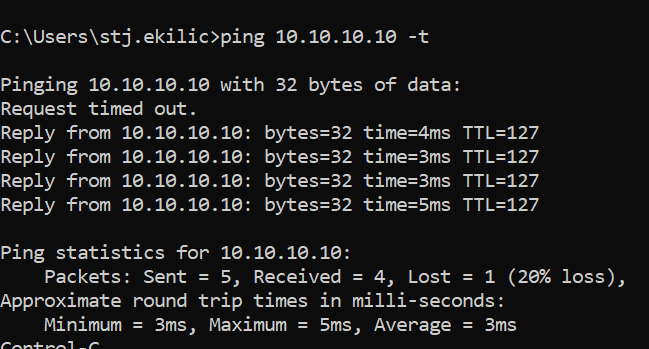 C:\Users\stj.ekilic>ping 10.10.10.10 -t
Pinging 10.10.10.10 with 32 bytes of data:
Request timed out.
Reply from 10.10.10.10: bytes=32 time=4ms TTL=127
Reply from 10.10.10.10: bytes=32 time=3ms TTL=127
Reply from 10.10.10.10: bytes=32 time=3ms TTL=127
Reply from 10.10.10.10: bytes=32 time=5ms TTL=127
Ping statistics for 10.10.10.10:
    Packets: Sent = 5, Received = 4, Lost = 1 (20% loss),
Approximate round trip times in milli-seconds:
    Minimum = 3ms, Maximum = 5ms, Average = 3ms
Control-C